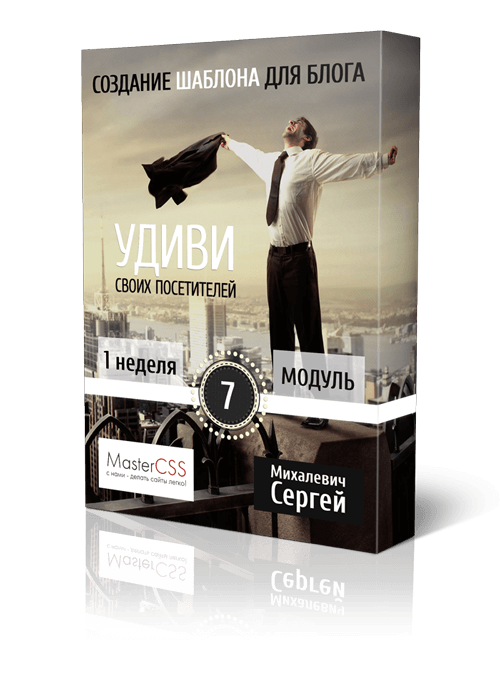 СОЗДАНИЕ ШАБЛОНА ДЛЯ БЛОГА
УДИВИ
СВОИХ ПОСЕТИТЕЛЕЙ
1 неделя
7
МОДУЛЬ
MasterCSS
с нами - делать сайты легко!
Михалевич
Сергей